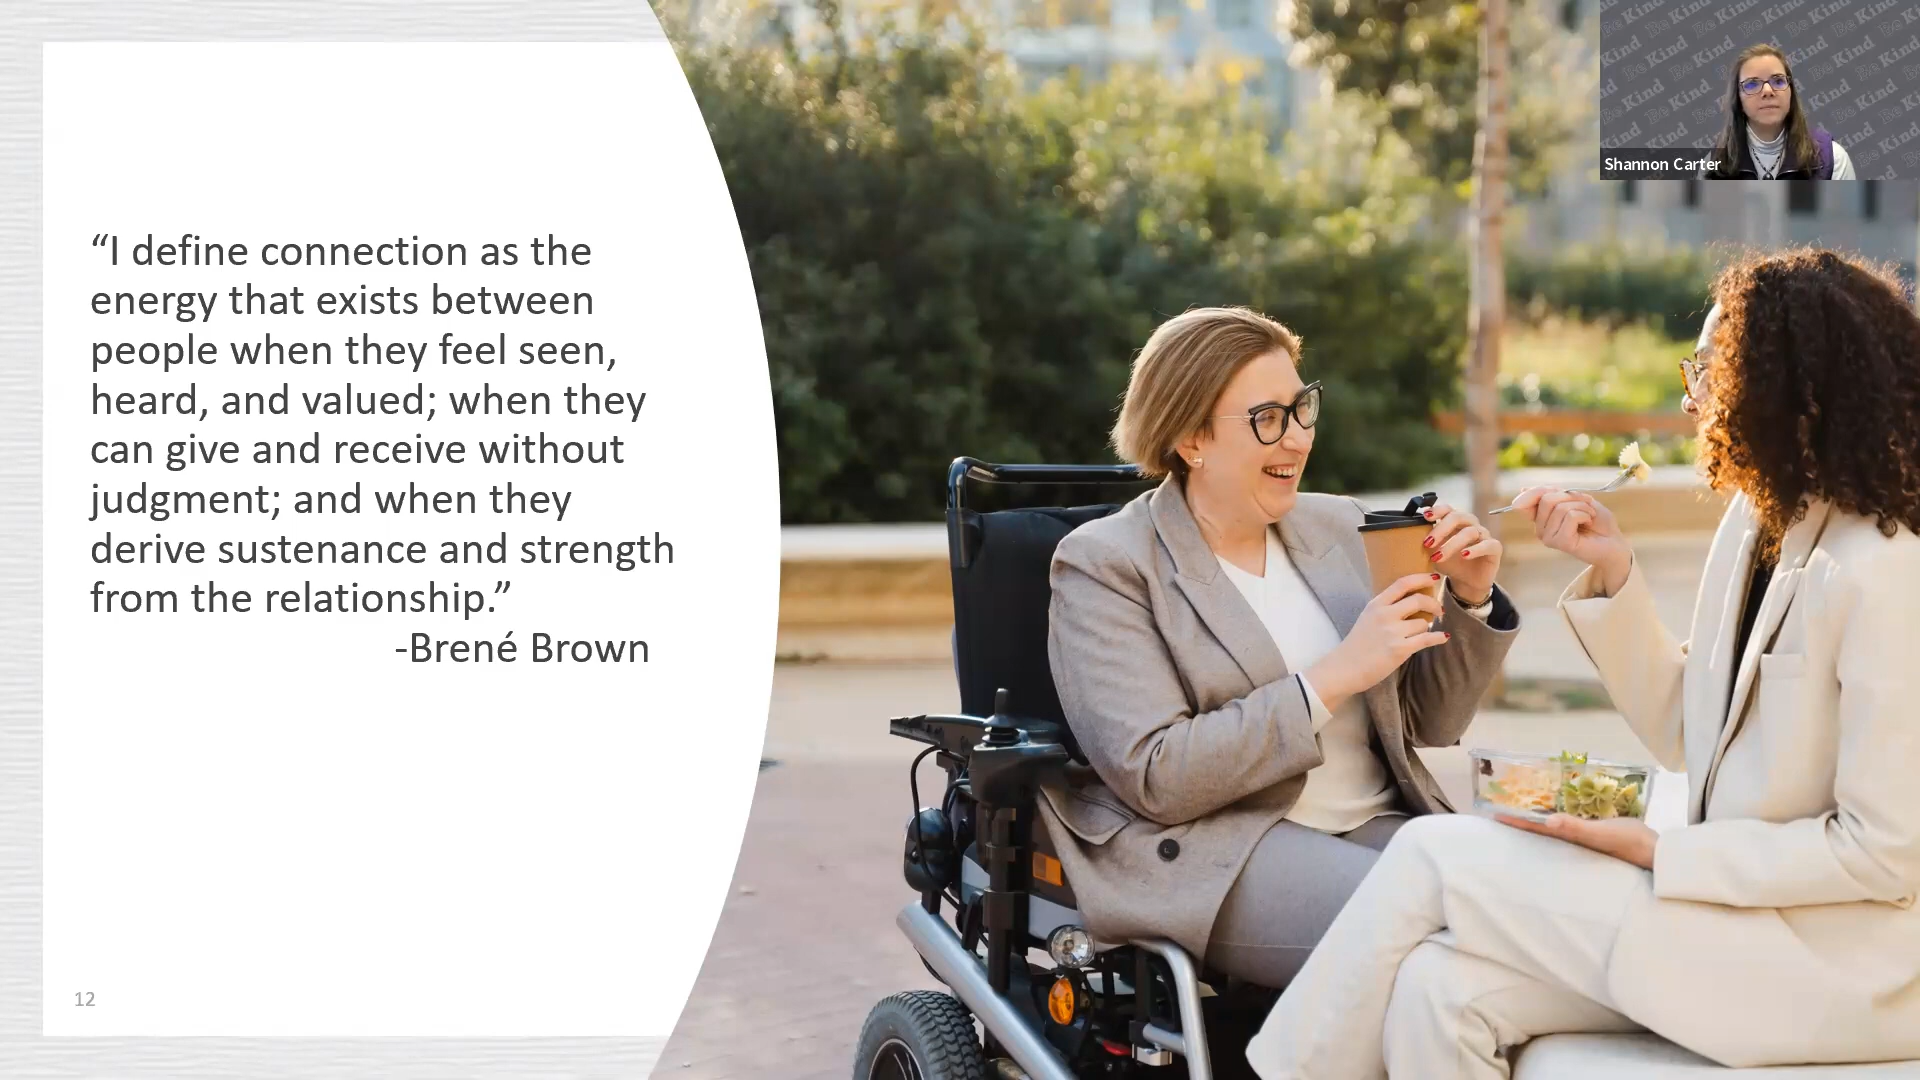 “I define connection as the
energy that exists between
people when they feel seen,
heard, and valued; when they
can give and receive without
judgment; and when they
derive sustenance and strength
from the relationship.”
-Brené Brown
12
Be Kind
Shannon Carter